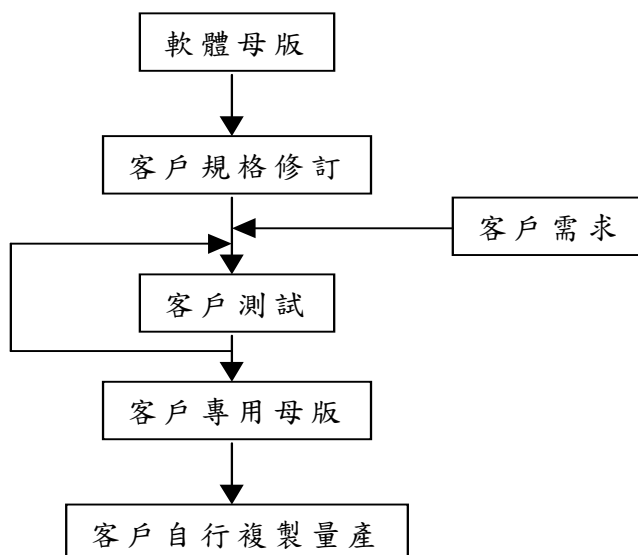 軟體母版
客戶規格修訂
客戶需求
客戶測試
客戶專用母版
客戶自行複製量產